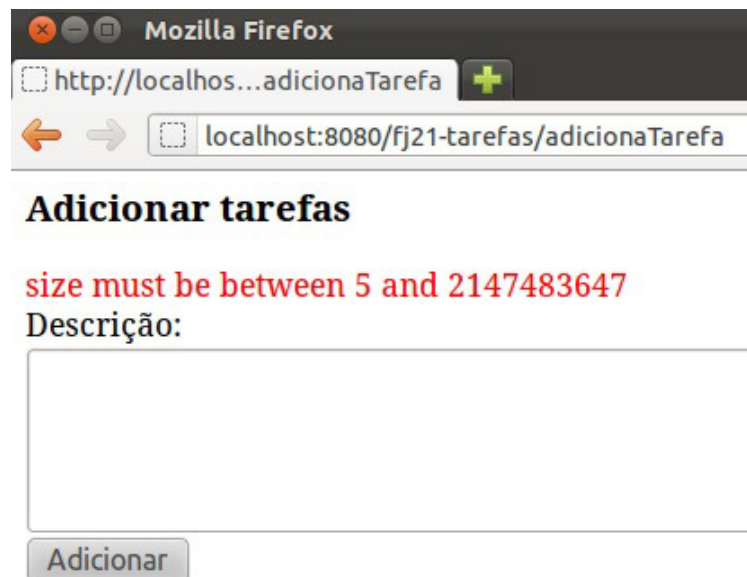 Mozilla Firefox
http://localhos...adicionaTarefa
localhost:8080/fj21-tarefas/adicionaTarefa
Adicionar tarefas
size must be between 5 and 2147483647
Descrição:
Adicionar